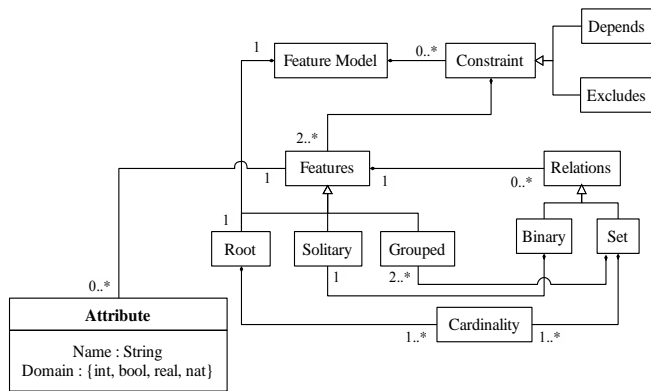 Depends
1
Feature Model
0..*
Constraint
Excludes
2..*
Features
Relations
1
1
0..*
1
Root
Solitary
Grouped
Binary
Set
1
2..*
0..*
Attribute
Name : String
Domain : {int, bool, real, nat}
1..*
Cardinality
1..*